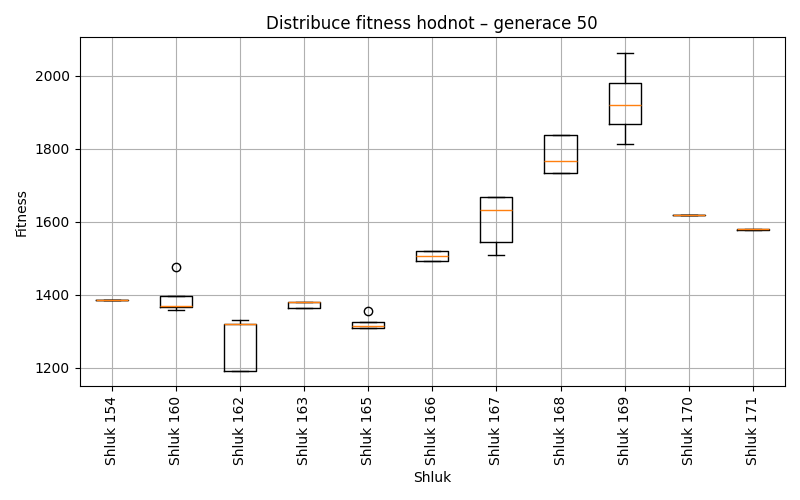 Distribuce fitness hodnot – generace 50
Fitness
2000
1800
1600
1400
1200
Shluk 154
Shluk 160
Shluk 162
Shluk 163
Shluk 165
Shluk 166
Shluk 167
Shluk 168
Shluk 169
Shluk 170
Shluk 171
Shluk